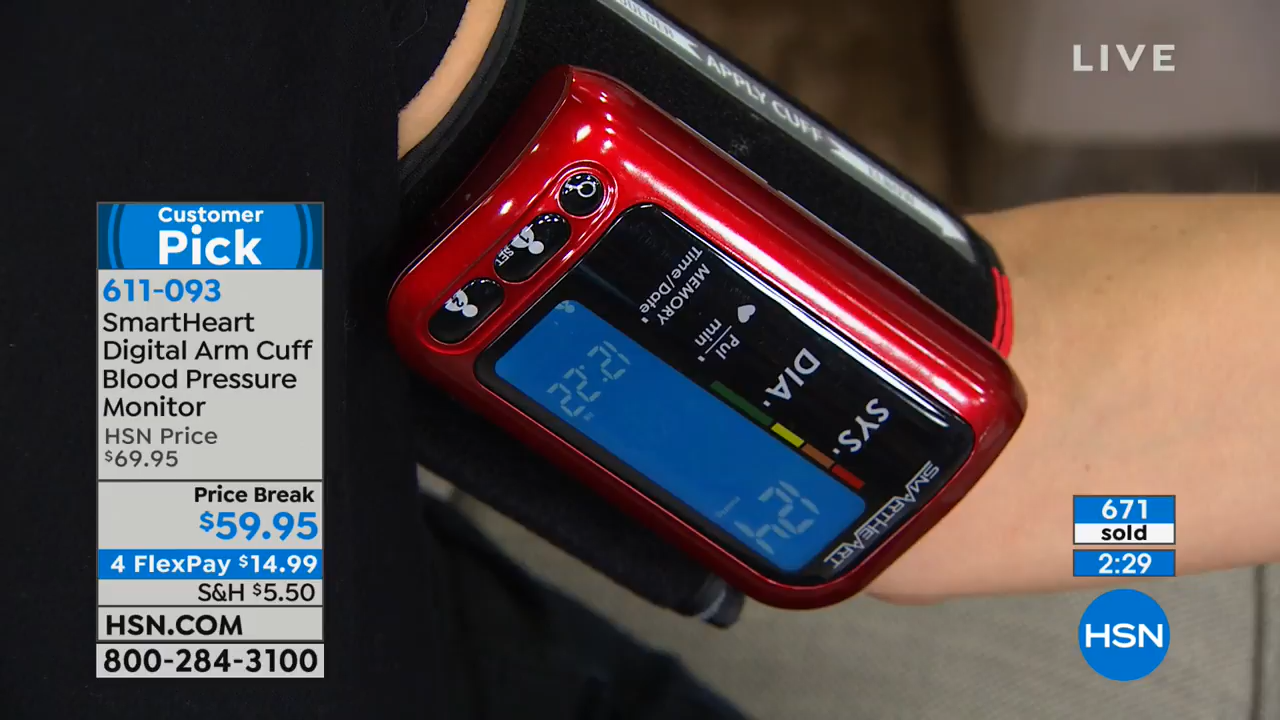 LIVE
Customer
Pick
611-093
SmartHeart
Digital Arm Cuff
Blood Pressure
Monitor
HSN Price
$69.95
Price Break
$59.95
4 FlexPay $14.99
S&H $5.50
HSN.COM
800-284-3100
APPLY CUFF
SET
MEMORY
Time/Date
Pul
min
DIA.
SYS.
SMARTHEART
671
sold
2:29
HSN